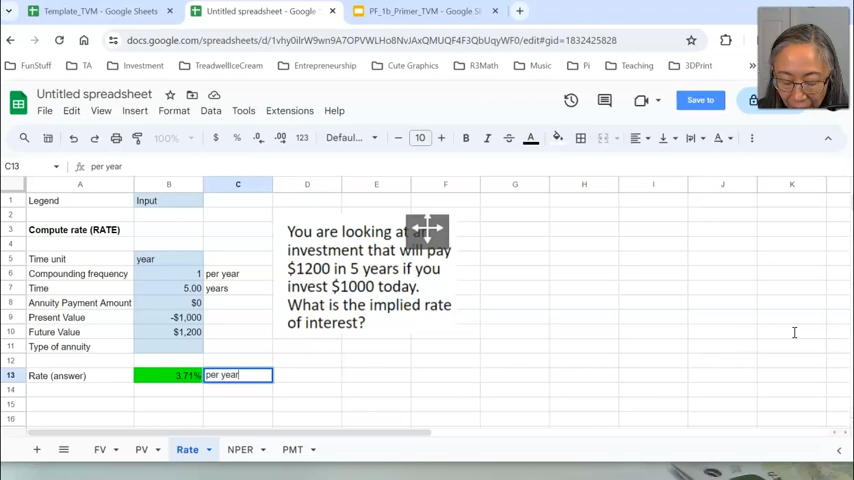 Template_TVM - Google Sheets
Untitled spreadsheet - Google S
PF_1b_Primer_TVM - Google Sl
docs.google.com/spreadsheets/d/1vhy0ilrW9wn9A7OPVWLHo8NvJAxQMUQF4F3QbUqyWF0/edit#gid=1832425828
FunStuff TA Investment TreadwellIceCream Entrepreneurship Cute Graphics R3Math Music Pi Teaching 3DPrint
Untitled spreadsheet
File Edit View Insert Format Data Tools Extensions Help
Save to
100% $ % .0 .00 123 Defaul... 10 B I A
C13 fx per year
A B C D E F G H I J K
1 Legend Input
2
3 Compute rate (RATE)
4
5 Time unit year
6 Compounding frequency 1 per year
7 Time 5.00 years
8 Annuity Payment Amount $0
9 Present Value -$1,000
10 Future Value $1,200
11 Type of annuity
12
13 Rate (answer) 3.71% per year
14
15
16
You are looking at an
investment that will pay
$1200 in 5 years if you
invest $1000 today.
What is the implied rate
of interest?
FV PV Rate NPER PMT